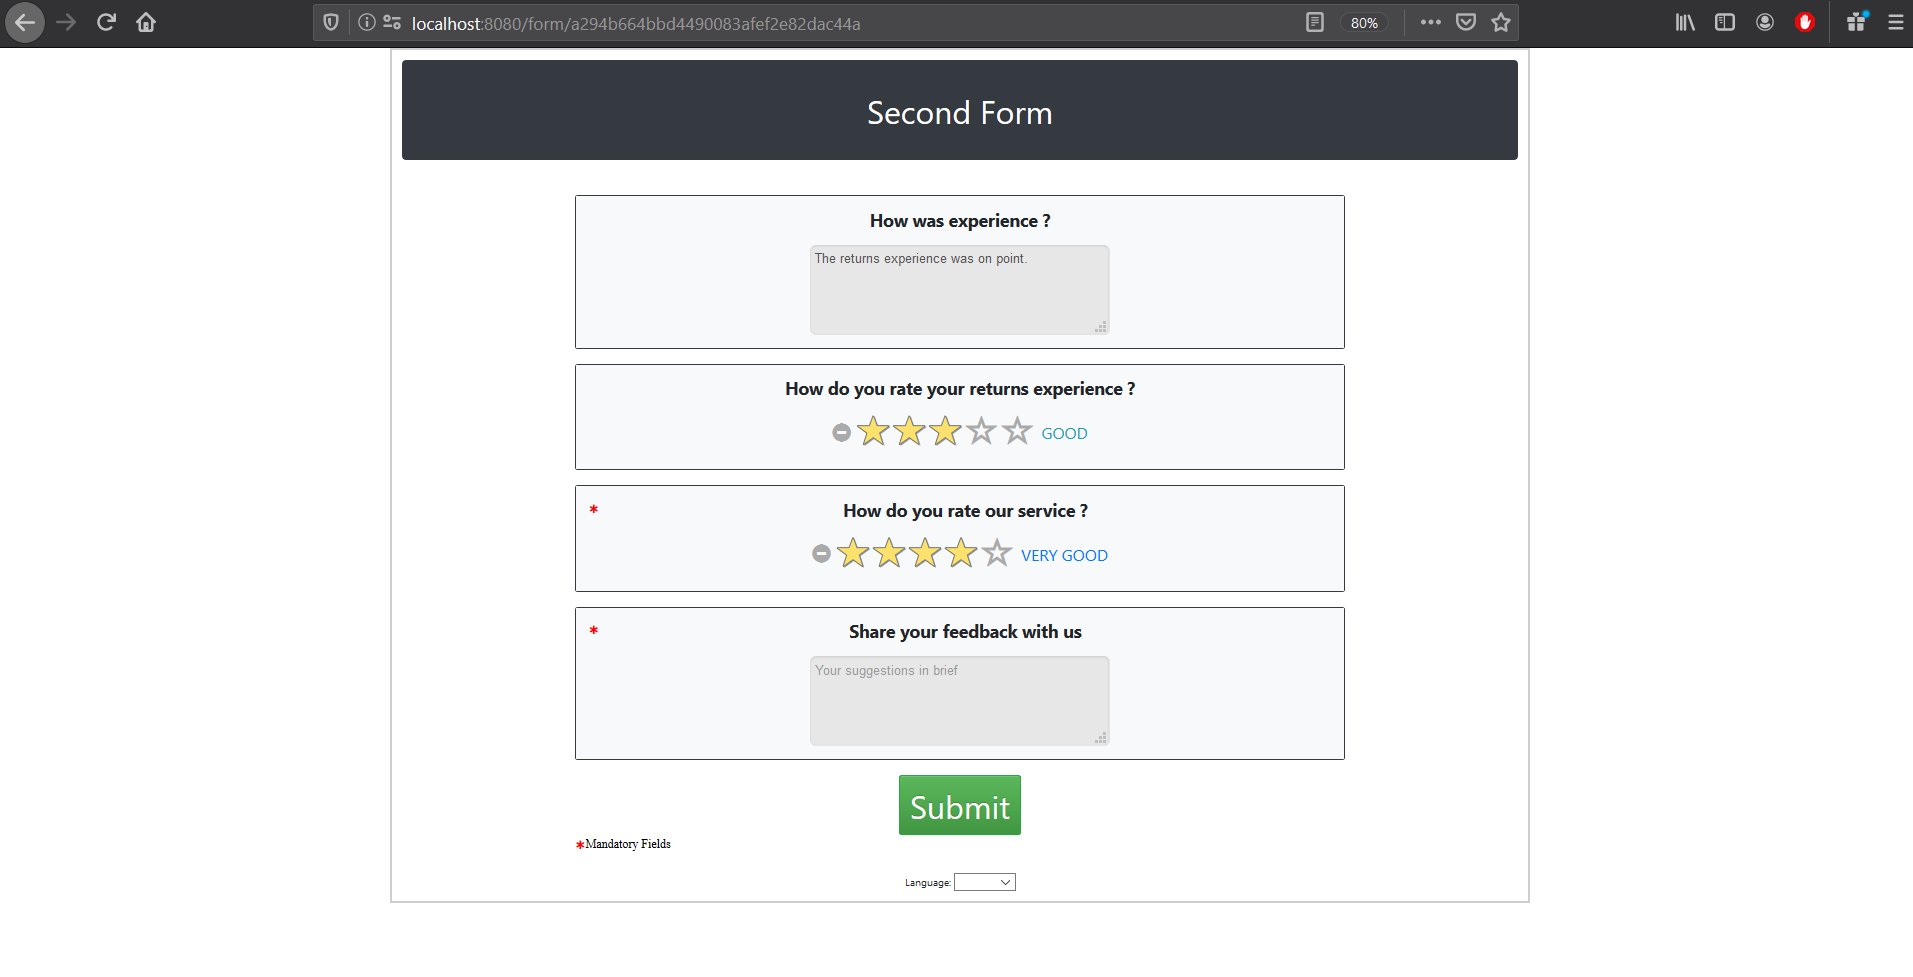 localhost:8080/form/a294b664bbd4490083afef2e82dac44a
80%
Second Form
How was experience ?
The returns experience was on point.
How do you rate your returns experience ?
GOOD
* How do you rate our service ?
VERY GOOD
* Share your feedback with us
Your suggestions in brief
Submit
*Mandatory Fields
Language: